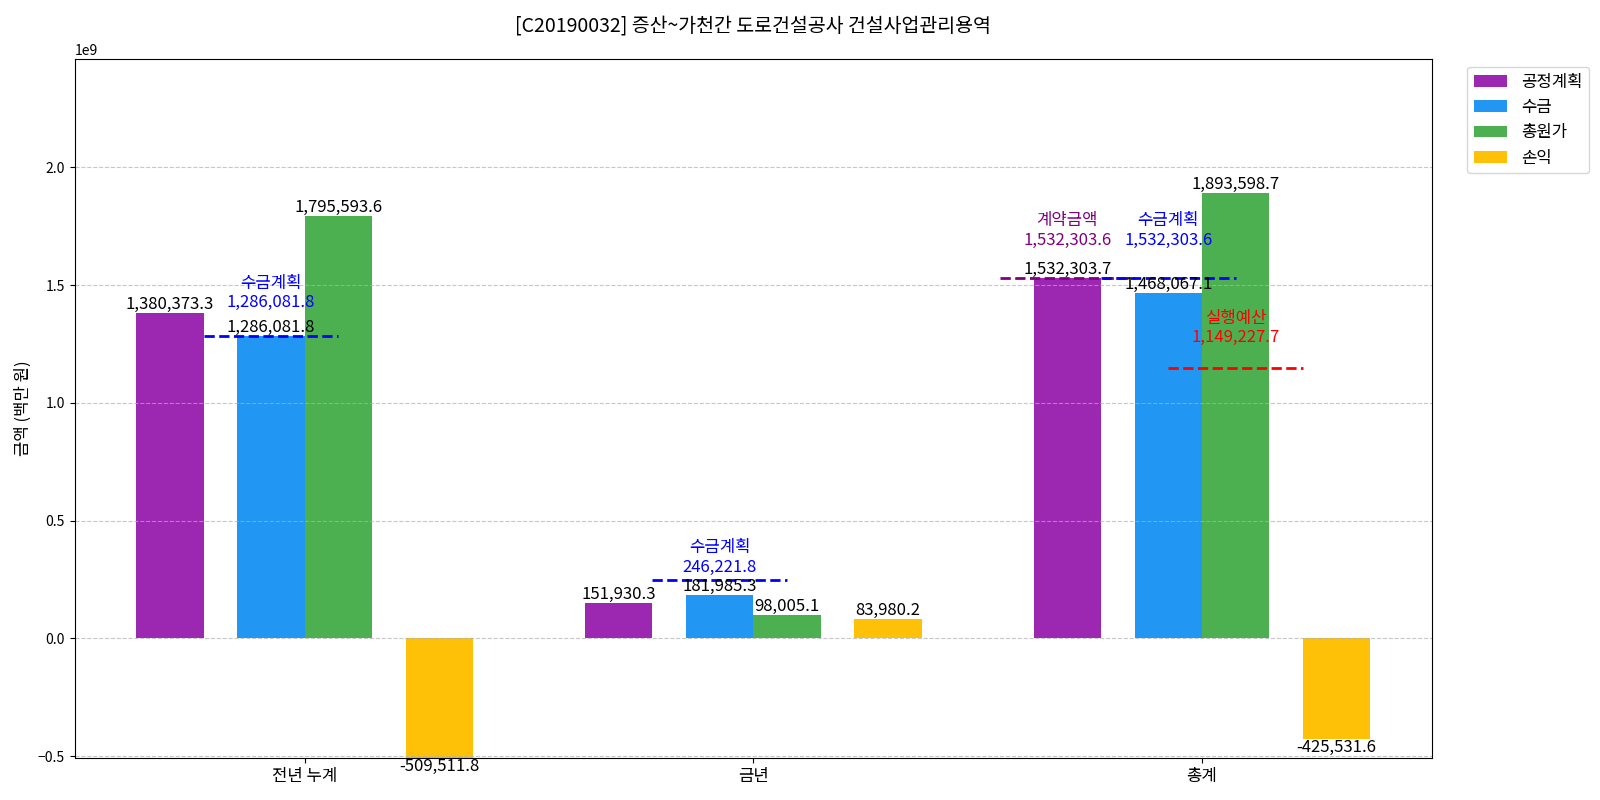 [C20190032] 증산~가천간 도로건설공사 건설사업관리용역
1e9
공정계획
수금
총원가
손익
금액 (백만 원)
2.0
1.5
1.0
0.5
0.0
−0.5
1,380,373.3
수금계획
1,286,081.8
1,286,081.8
1,795,593.6
-509,511.8
151,930.3
수금계획
246,221.8
181,985.3
98,005.1
83,980.2
계약금액
1,532,303.6
1,532,303.7
수금계획
1,532,303.6
1,468,067.1
1,893,598.7
실행예산
1,149,227.7
-425,531.6
전년 누계
금년
총계